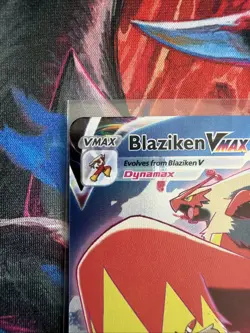 VMAX Blaziken VMAX
Evolves from Blaziken V
Dynamax